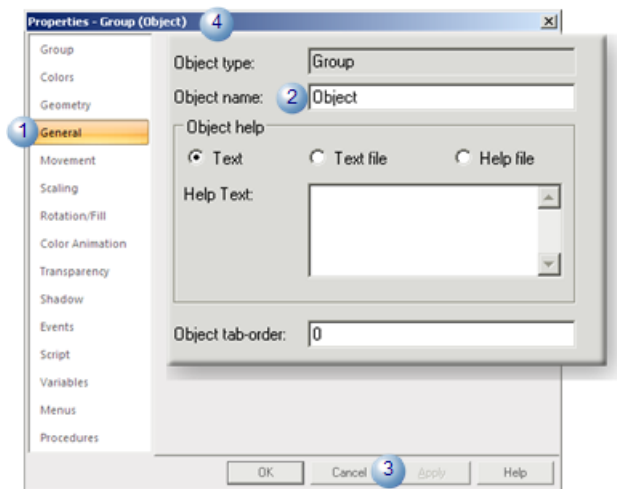 Properties - Group (Object) 4
Group
Colors
Geometry
1 General
Movement
Scaling
Rotation/Fill
Color Animation
Transparency
Shadow
Events
Script
Variables
Menus
Procedures
Object type: Group
Object name: 2 Object
Object help
Text Text file Help file
Help Text:
Object tab-order: 0
OK Cancel 3 Apply Help